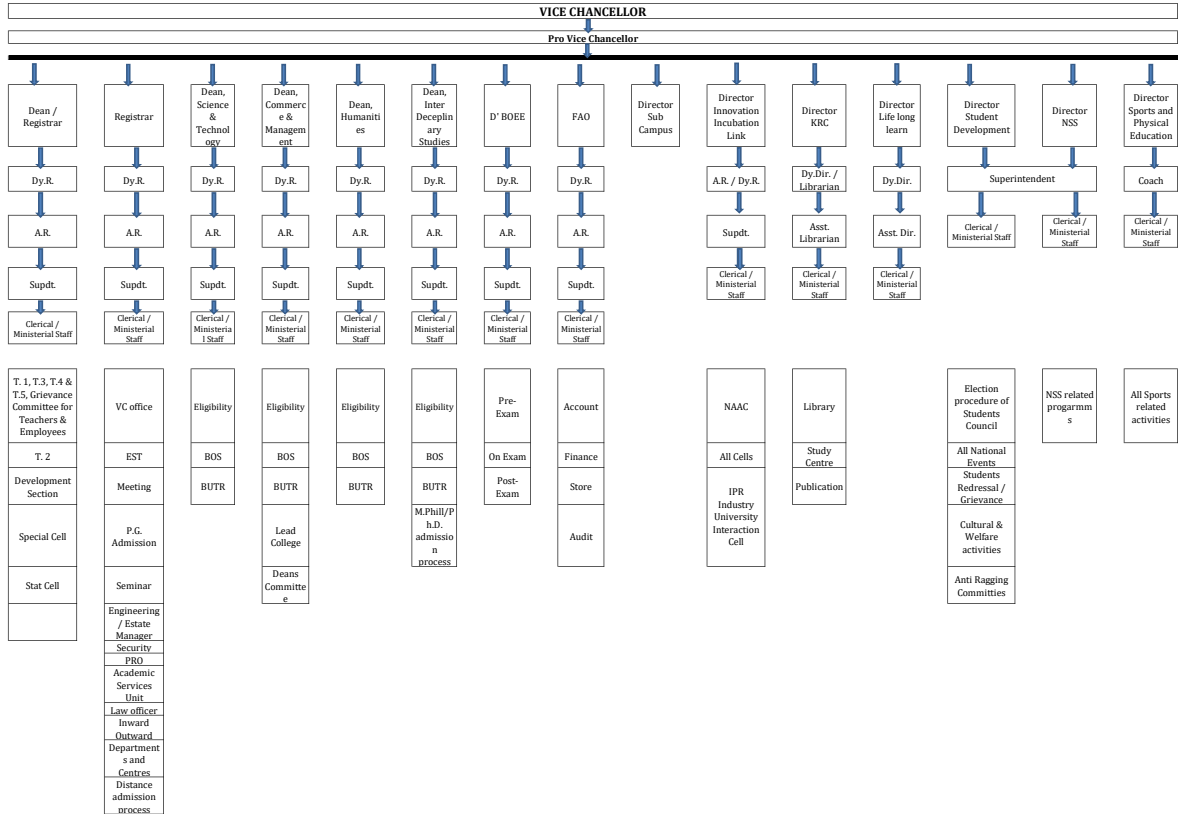 VICE CHANCELLOR
Pro Vice Chancellor
Dean /
Registrar
Registrar
Dean,
Science
&
Technol
ogy
Dean,
Commerc
e &
Managem
ent
Dean,
Humanit
ies
Dean,
Inter
Deceplin
ary
Studies
D' BOEE
FAO
Director
Sub
Campus
Director
Innovation
Incubation
Link
Director
KRC
Director
Life long
learn
Director
Student
Development
Director
NSS
Director
Sports and
Physical
Education
Dy.R.
Dy.R.
Dy.R.
Dy.R.
Dy.R.
Dy.R.
Dy.R.
Dy.R.
A.R. / Dy.R.
Dy.Dir. /
Librarian
Dy.Dir.
Superintendent
Coach
A.R.
A.R.
A.R.
A.R.
A.R.
A.R.
A.R.
A.R.
Supdt.
Asst.
Librarian
Asst. Dir.
Clerical /
Ministerial Staff
Clerical /
Ministerial Staff
Clerical /
Ministerial Staff
Supdt.
Supdt.
Supdt.
Supdt.
Supdt.
Supdt.
Supdt.
Supdt.
Clerical /
Ministerial
Staff
Clerical /
Ministerial
Staff
Clerical /
Ministerial
Staff
Clerical /
Ministerial Staff
Clerical /
Ministerial
Staff
Clerical /
Ministeria
l Staff
Clerical /
Ministerial
Staff
Clerical /
Ministerial
Staff
Clerical /
Ministerial
Staff
Clerical /
Ministerial
Staff
Clerical /
Ministerial
Staff
T. 1, T.3, T.4 &
T.5, Grievance
Committee for
Teachers &
Employees
VC office
Eligibility
Eligibility
Eligibility
Eligibility
Pre-
Exam
Account
NAAC
Library
Election
procedure of
Students
Council
NSS related
progarmm
s
All Sports
related
activities
T. 2
EST
BOS
BOS
BOS
BOS
On Exam
Finance
All Cells
Study
Centre
All National
Events
Development
Section
Meeting
BUTR
BUTR
BUTR
BUTR
Post-
Exam
Store
IPR
Industry
University
Interaction
Cell
Publication
Students
Redressal /
Grievance
Special Cell
P.G.
Admission
Lead
College
M.Phill/P
h.D.
admissio
n
process
Audit
Cultural &
Welfare
activities
Stat Cell
Seminar
Deans
Committe
e
Anti Ragging
Committies
Engineering
/ Estate
Manager
Security
PRO
Academic
Services
Unit
Law officer
Inward
Outward
Department
s and
Centres
Distance
admission
process